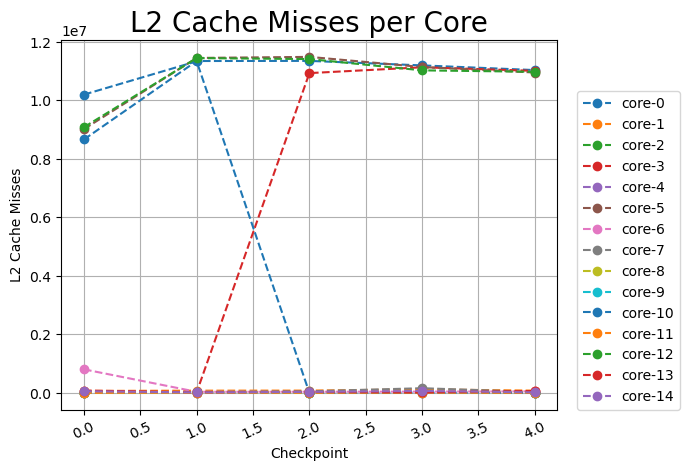 L2 Cache Misses per Core
1e7
1.2
1.0
0.8
0.6
0.4
0.2
0.0
L2 Cache Misses
0.0 0.5 1.0 1.5 2.0 2.5 3.0 3.5 4.0
Checkpoint
core-0
core-1
core-2
core-3
core-4
core-5
core-6
core-7
core-8
core-9
core-10
core-11
core-12
core-13
core-14